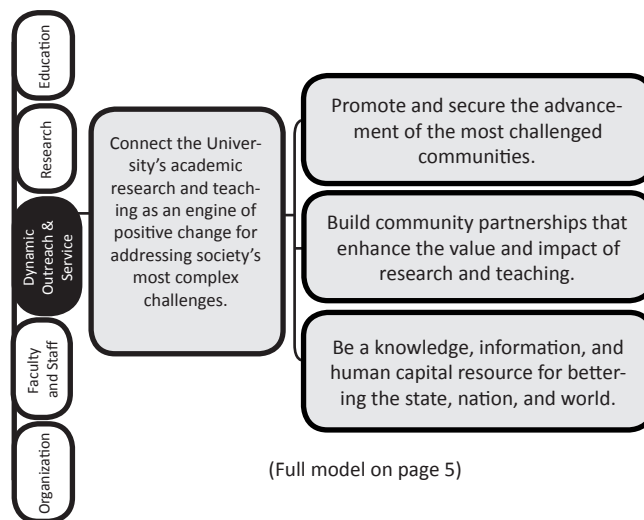 Education
Research
Dynamic
Outreach &
Service
Faculty
and Staff
Organization
Connect the Univer-
sity's academic
research and teach-
ing as an engine of
positive change for
addressing society's
most complex
challenges.
Promote and secure the advance-
ment of the most challenged
communities.
Build community partnerships that
enhance the value and impact of
research and teaching.
Be a knowledge, information, and
human capital resource for better-
ing the state, nation, and world.
(Full model on page 5)